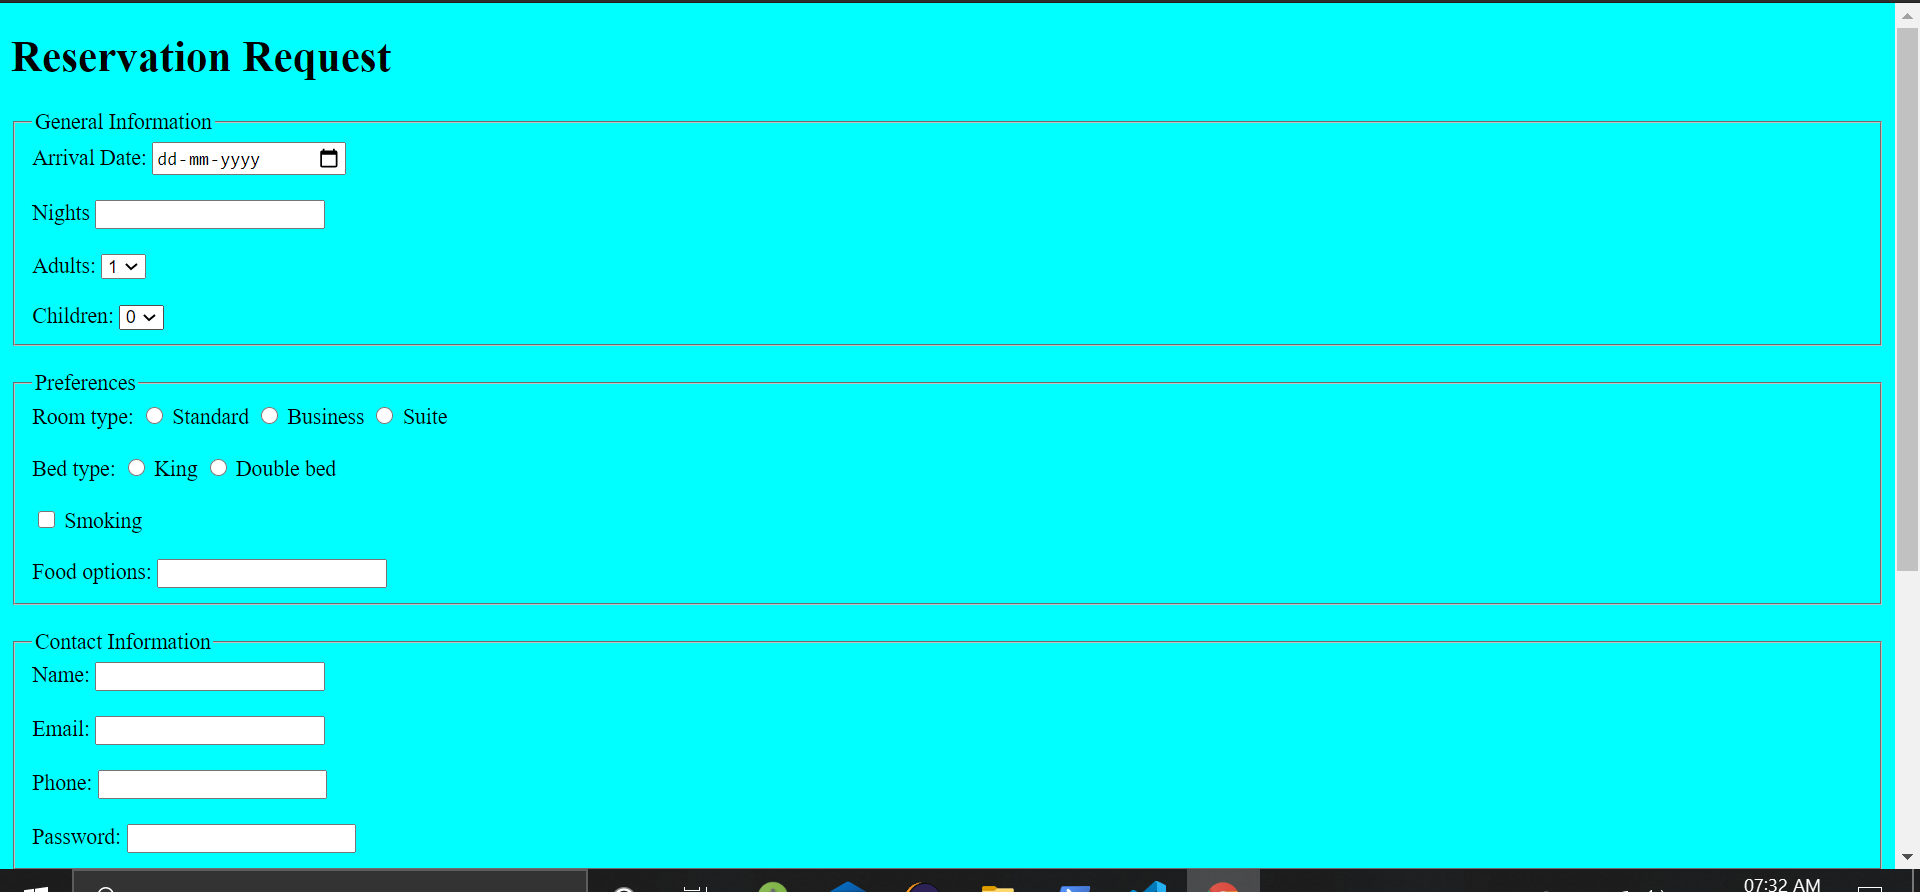 Reservation Request
General Information
Arrival Date: dd-mm-yyyy
Nights
Adults: 1
Children: 0
Preferences
Room type: Standard Business Suite
Bed type: King Double bed
Smoking
Food options:
Contact Information
Name:
Email:
Phone:
Password:
07:32 AM